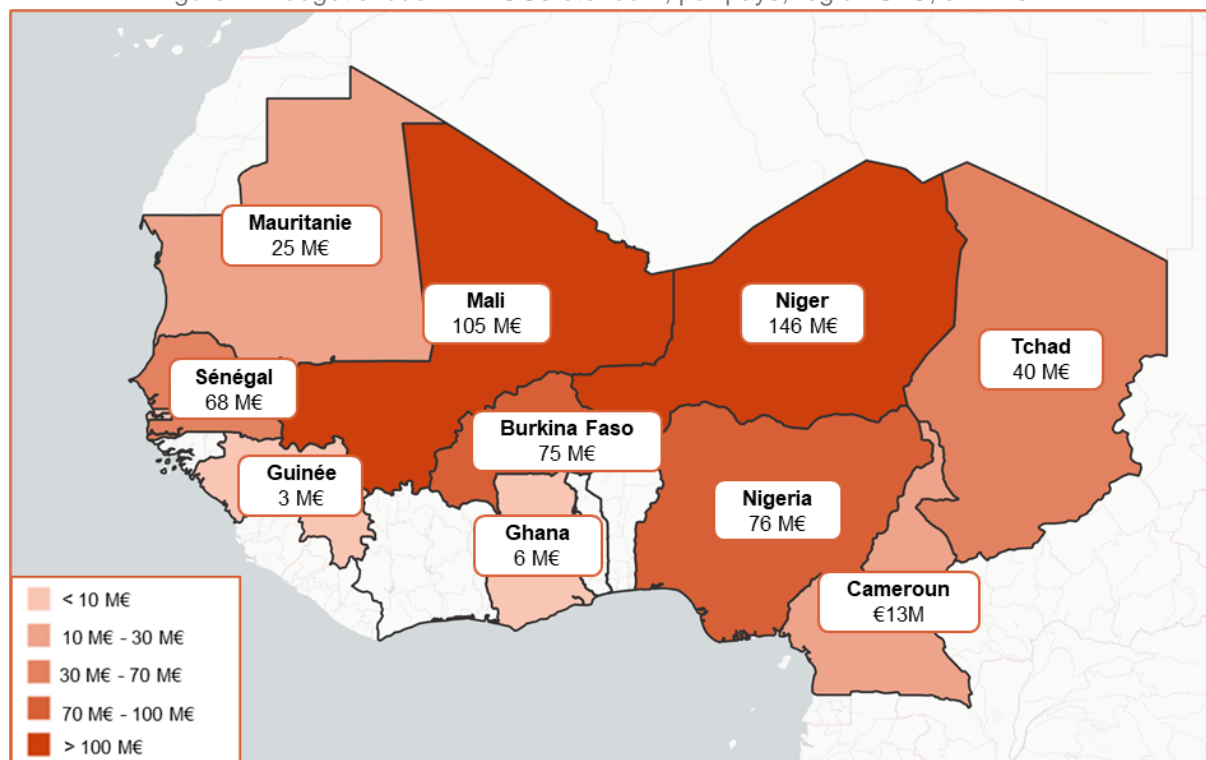 Mauritanie
25 M€
Mali
105 M€
Niger
146 M€
Tchad
40 M€
Sénégal
68 M€
Burkina Faso
75 M€
Guinée
3 M€
Nigeria
76 M€
Ghana
6 M€
Cameroun
€13M
< 10 M€
10 M€ - 30 M€
30 M€ - 70 M€
70 M€ - 100 M€
> 100 M€